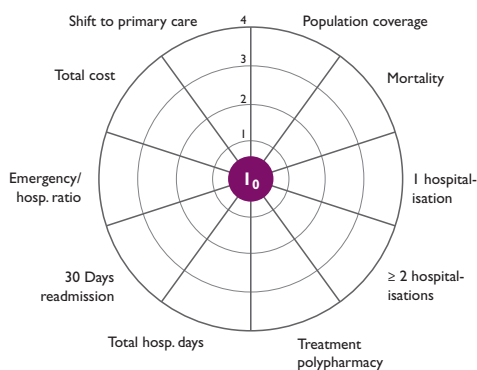 Shift to primary care
4
Population coverage
Total cost
3
Mortality
2
1
Emergency/
hosp. ratio
I0
1 hospital-
isation
30 Days
readmission
≥ 2 hospital-
isations
Total hosp. days
Treatment
polypharmacy